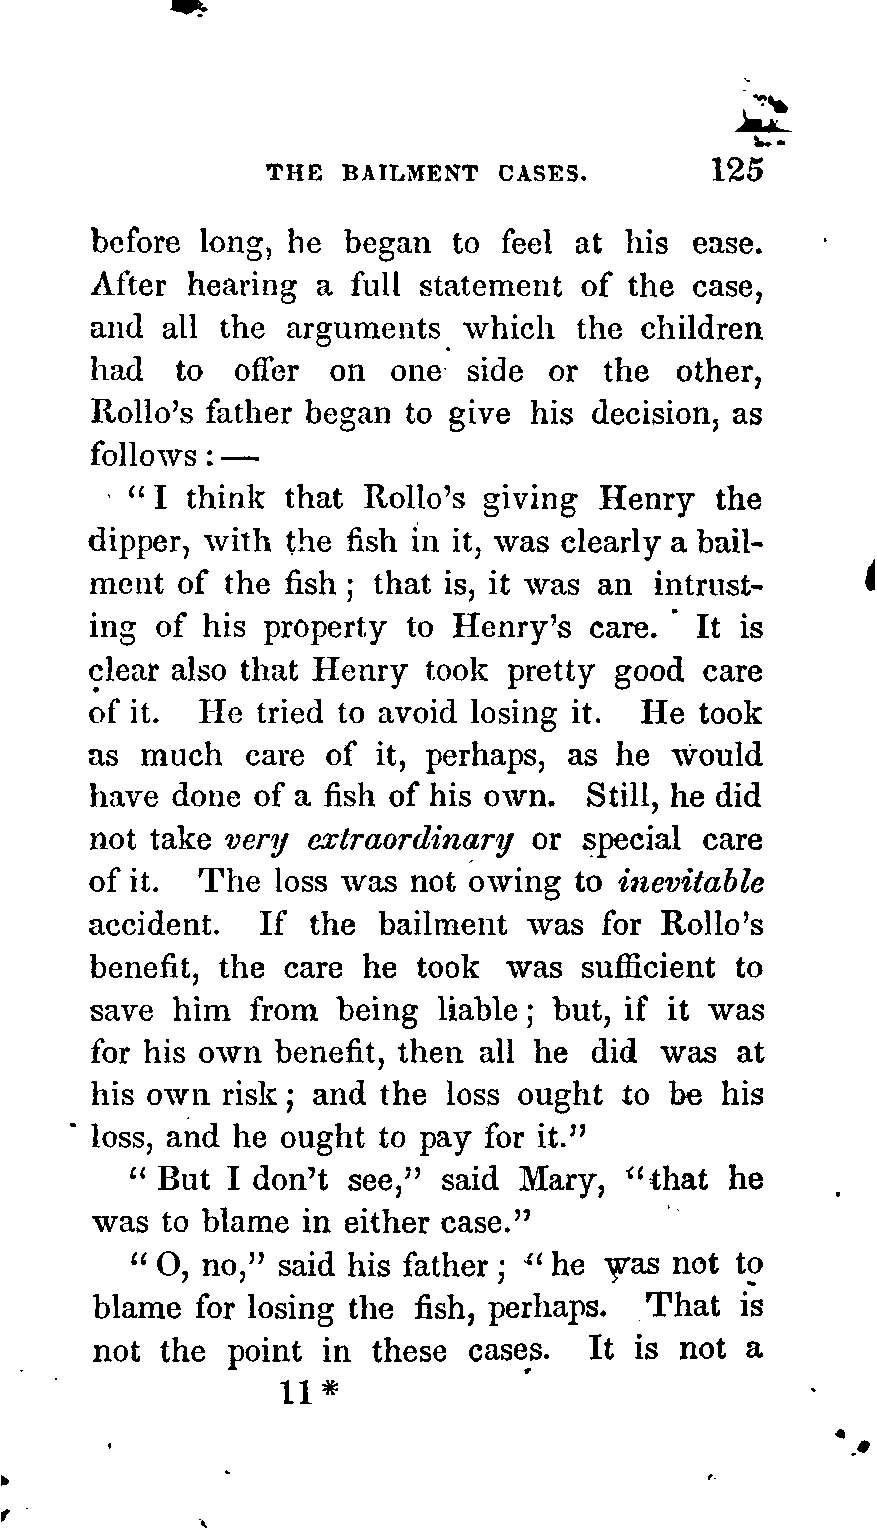 THE BAILMENT CASES. 125
before long, he began to feel at his ease.
After hearing a full statement of the case,
and all the arguments which the children
had to offer on one side or the other,
Rollo's father began to give his decision, as
follows : —
“ I think that Rollo's giving Henry the
dipper, with the fish in it, was clearly a bail-
ment of the fish ; that is, it was an intrust-
ing of his property to Henry's care. It is
clear also that Henry took pretty good care
of it. He tried to avoid losing it. He took
as much care of it, perhaps, as he would
have done of a fish of his own. Still, he did
not take very extraordinary or special care
of it. The loss was not owing to inevitable
accident. If the bailment was for Rollo's
benefit, the care he took was sufficient to
save him from being liable ; but, if it was
for his own benefit, then all he did was at
his own risk ; and the loss ought to be his
loss, and he ought to pay for it.”
“ But I don't see,” said Mary, “that he
was to blame in either case.”
“ O, no,” said his father ; “ he was not to
blame for losing the fish, perhaps. That is
not the point in these cases. It is not a
11 *